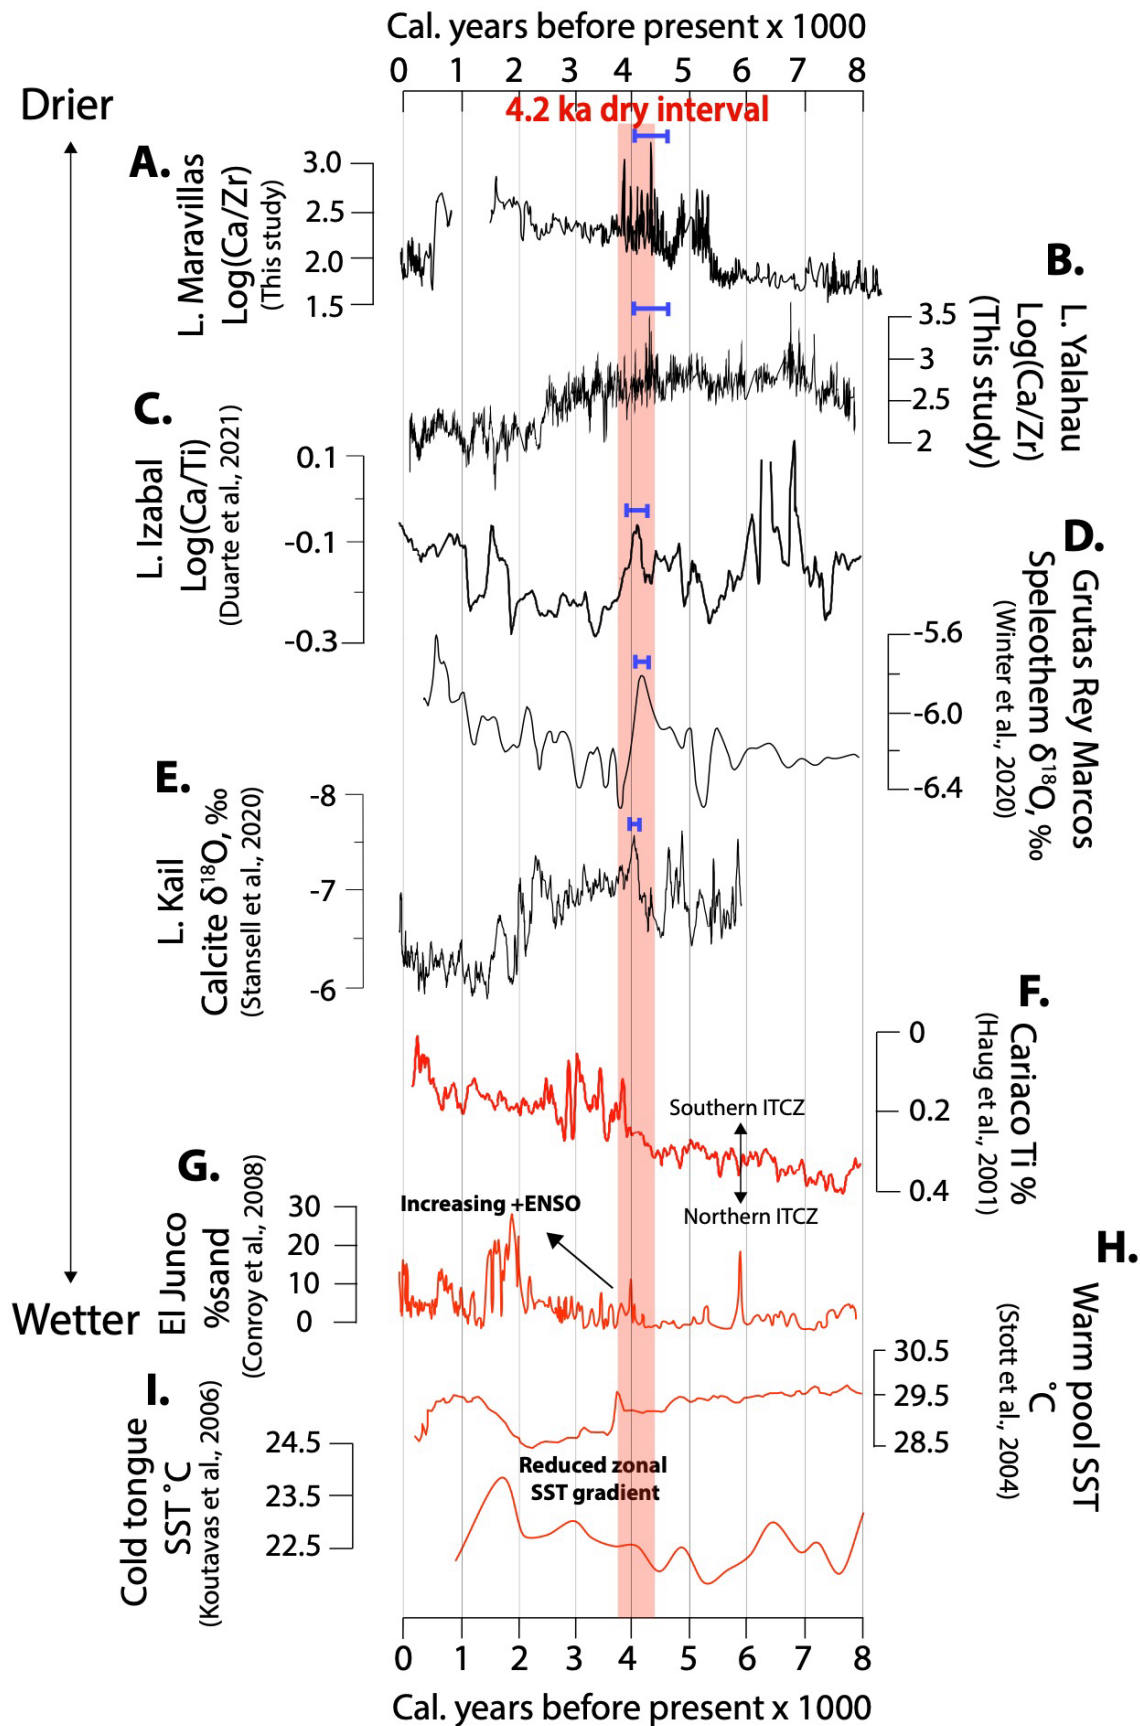 Cal. years before present x 1000
0 1 2 3 4 5 6 7 8
Drier
4.2 ka dry interval
A.
L. Maravillas
Log(Ca/Zr)
(This study)
3.0
2.5
2.0
1.5
B.
L. Yalahau
Log(Ca/Zr)
(This study)
3.5
3
2.5
2
C.
L. Izabal
Log(Ca/Ti)
(Duarte et al., 2021)
0.1
-0.1
-0.3
D.
Grutas Rey Marcos
Speleothem δ¹⁸O, ‰
(Winter et al., 2020)
-5.6
-6.0
-6.4
E.
L. Kail
Calcite δ¹⁸O, ‰
(Stansell et al., 2020)
-8
-7
-6
F.
Cariaco Ti %
(Haug et al., 2001)
0
0.2
0.4
Southern ITCZ
Northern ITCZ
G.
El Junco
%sand
(Conroy et al., 2008)
30
20
10
0
Increasing +ENSO
Wetter
H.
Warm pool SST
˚C
(Stott et al., 2004)
30.5
29.5
28.5
I.
Cold tongue
SST˚C
(Koutavas et al., 2006)
24.5
23.5
22.5
Reduced zonal
SST gradient
0 1 2 3 4 5 6 7 8
Cal. years before present x 1000